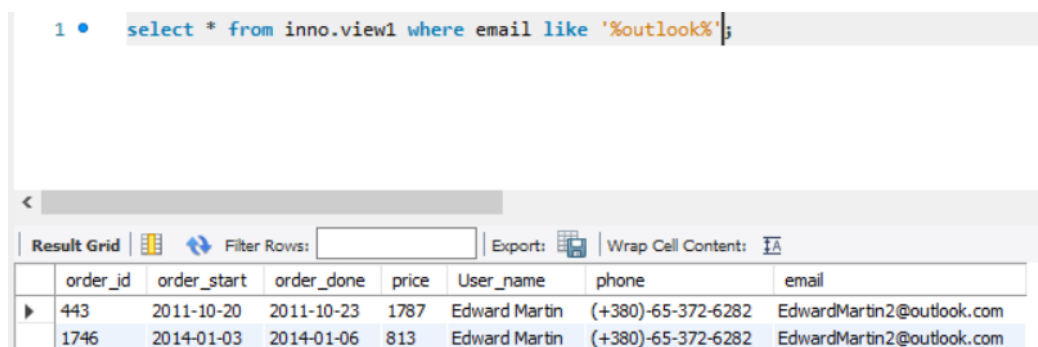 1 select * from inno.view1 where email like '%outlook%';
Result Grid Filter Rows: Export: Wrap Cell Content: IA
order_id order_start order_done price User_name phone email
443 2011-10-20 2011-10-23 1787 Edward Martin (+380)-65-372-6282 EdwardMartin2@outlook.com
1746 2014-01-03 2014-01-06 813 Edward Martin (+380)-65-372-6282 EdwardMartin2@outlook.com